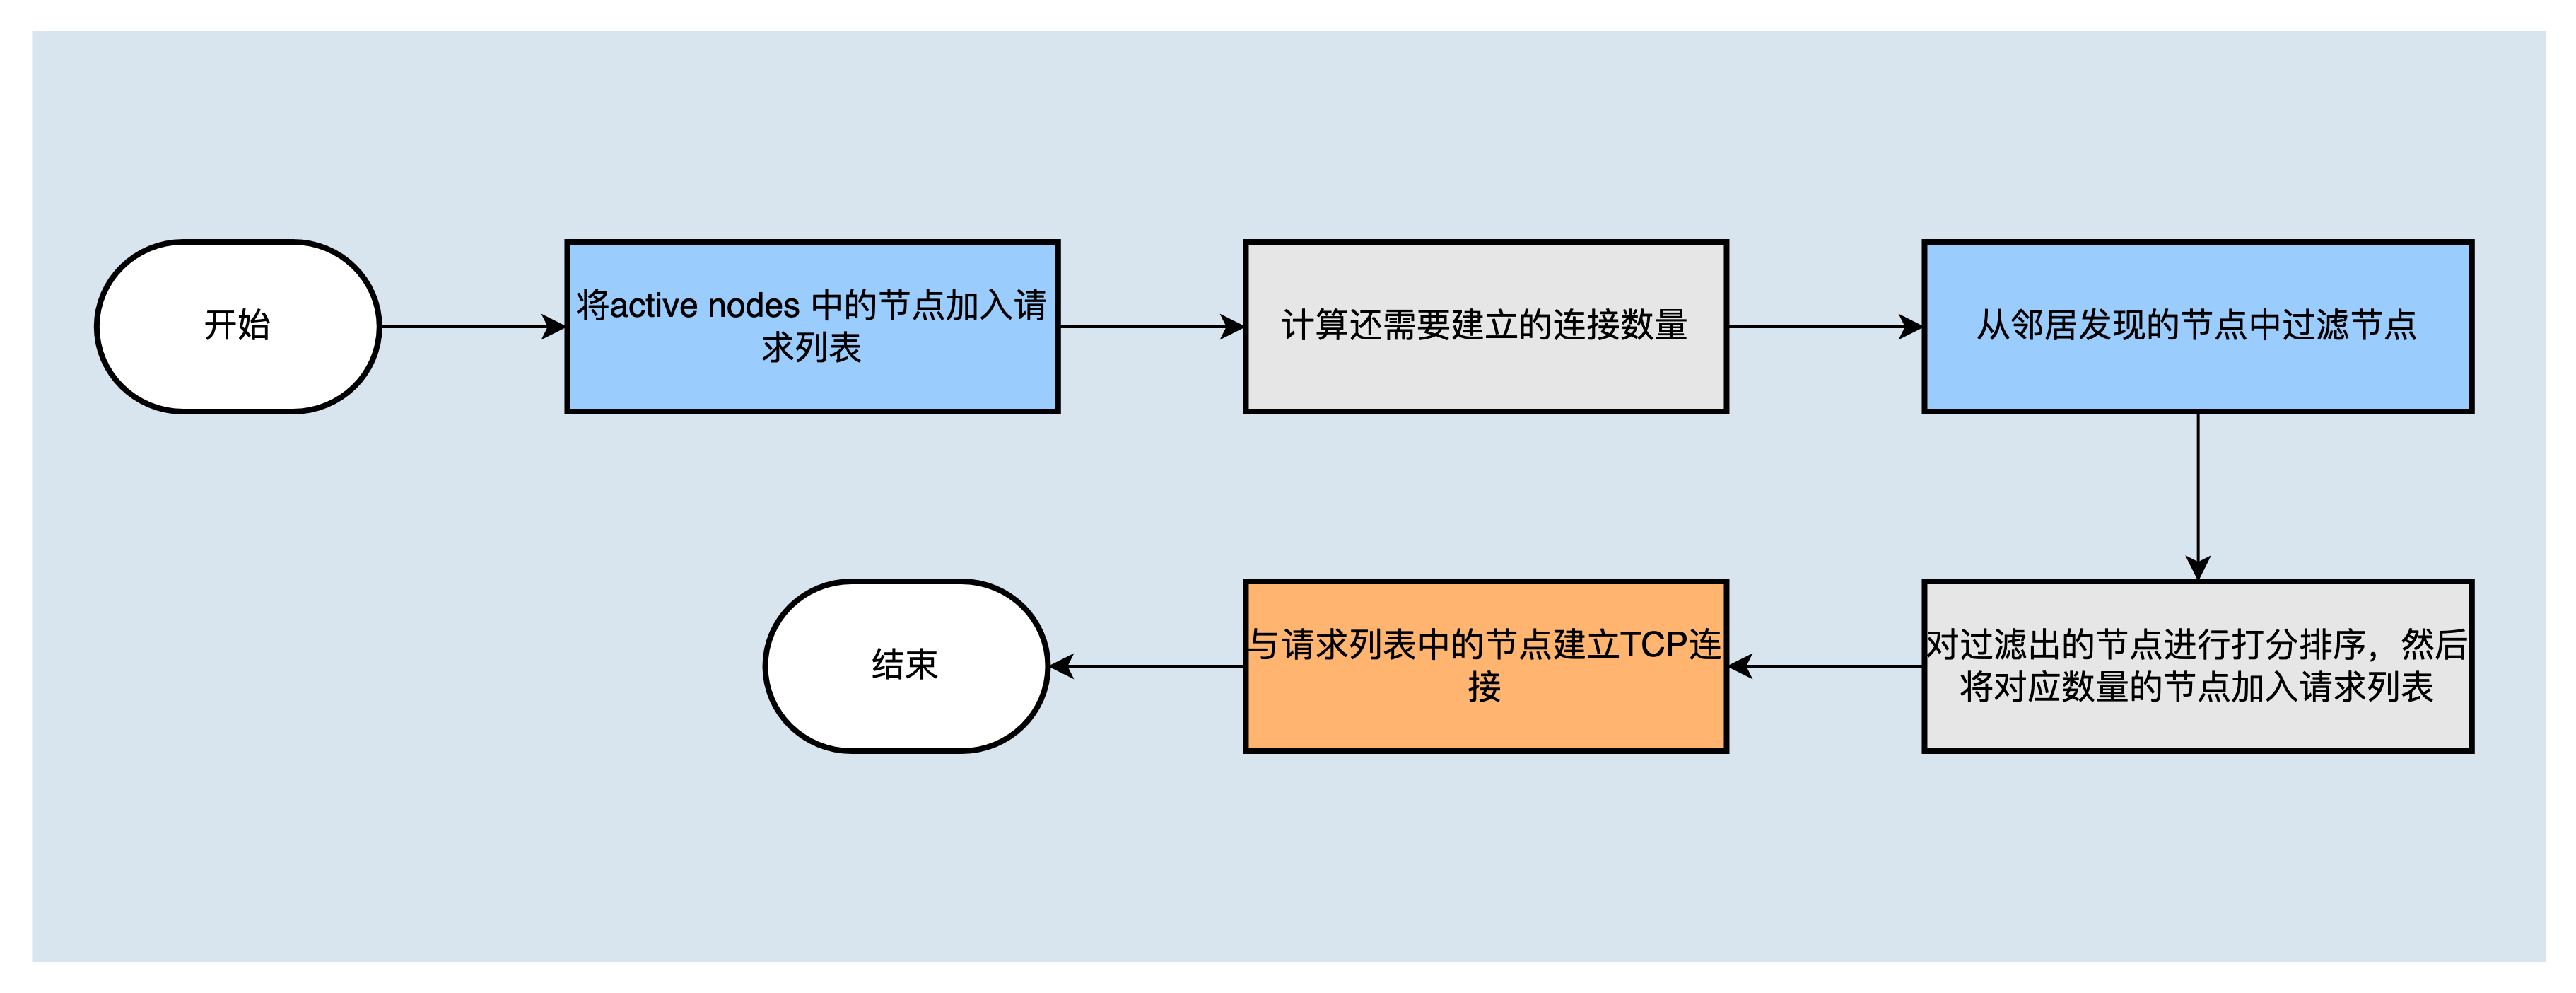 开始
将active nodes 中的节点加入请
求列表
计算还需要建立的连接数量
从邻居发现的节点中过滤节点
对过滤出的节点进行打分排序，然后
将对应数量的节点加入请求列表
与请求列表中的节点建立TCP连
接
结束